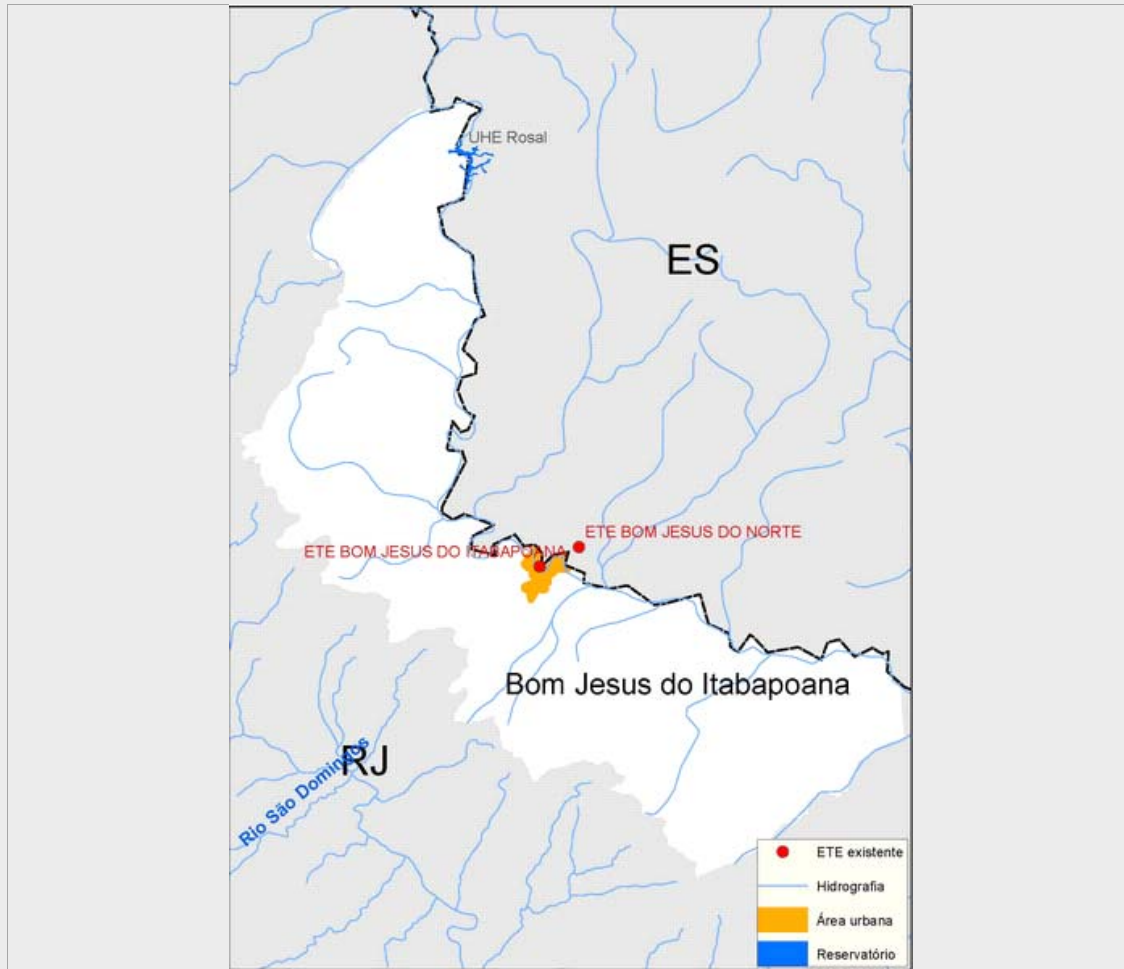 UHE Rosal
ES
ETE BOM JESUS DO NORTE
ETE BOM JESUS DO ITABAPOANA
Bom Jesus do Itabapoana
RJ
Rio São Domingos
ETE existente
Hidrografia
Área urbana
Reservatório